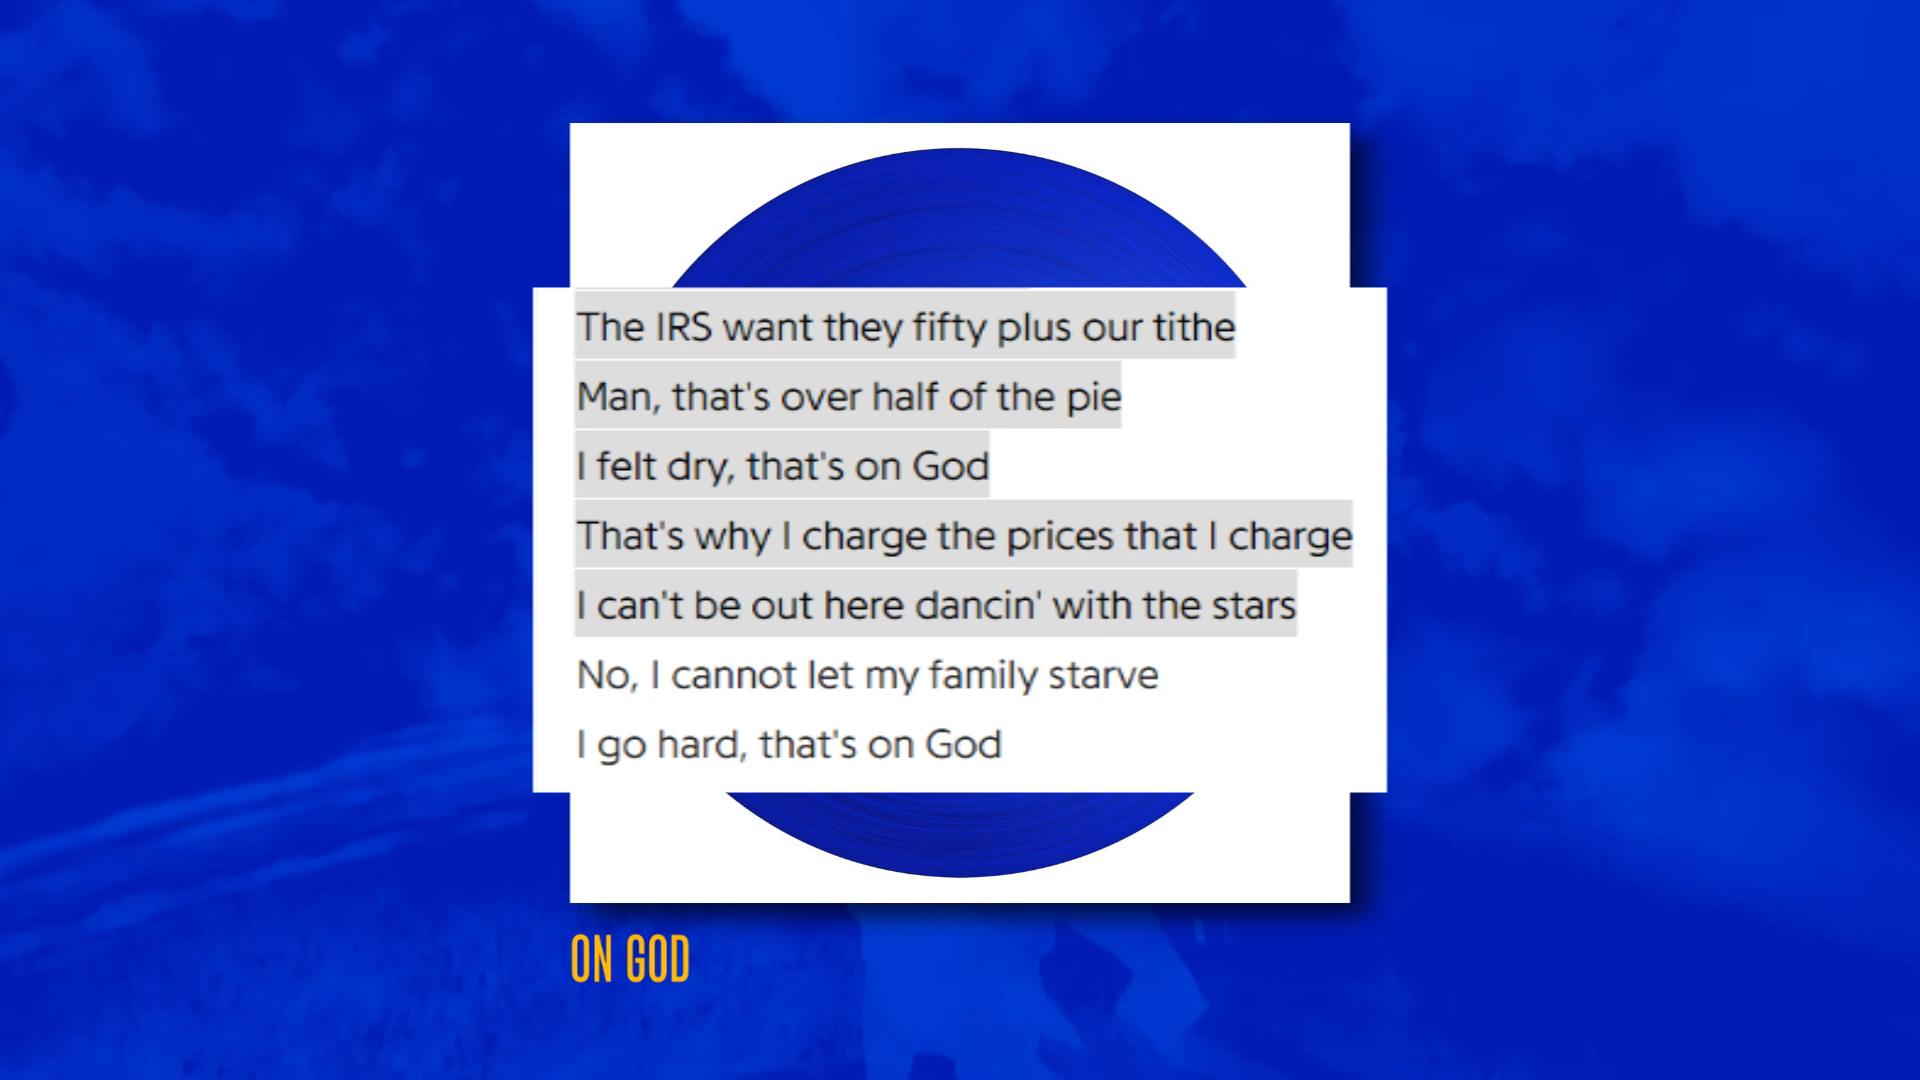 The IRS want they fifty plus our tithe
Man, that's over half of the pie
I felt dry, that's on God
That's why I charge the prices that I charge
I can't be out here dancin' with the stars
No, I cannot let my family starve
I go hard, that's on God
ON GOD